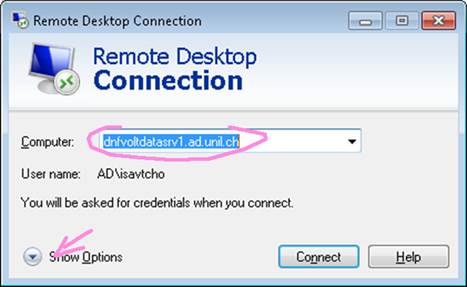 Remote Desktop Connection
Remote Desktop
Connection
Computer: dnfvoltdatasrv1.ad.unil.ch
User name: AD\isavtcho
You will be asked for credentials when you connect.
Show Options Connect Help